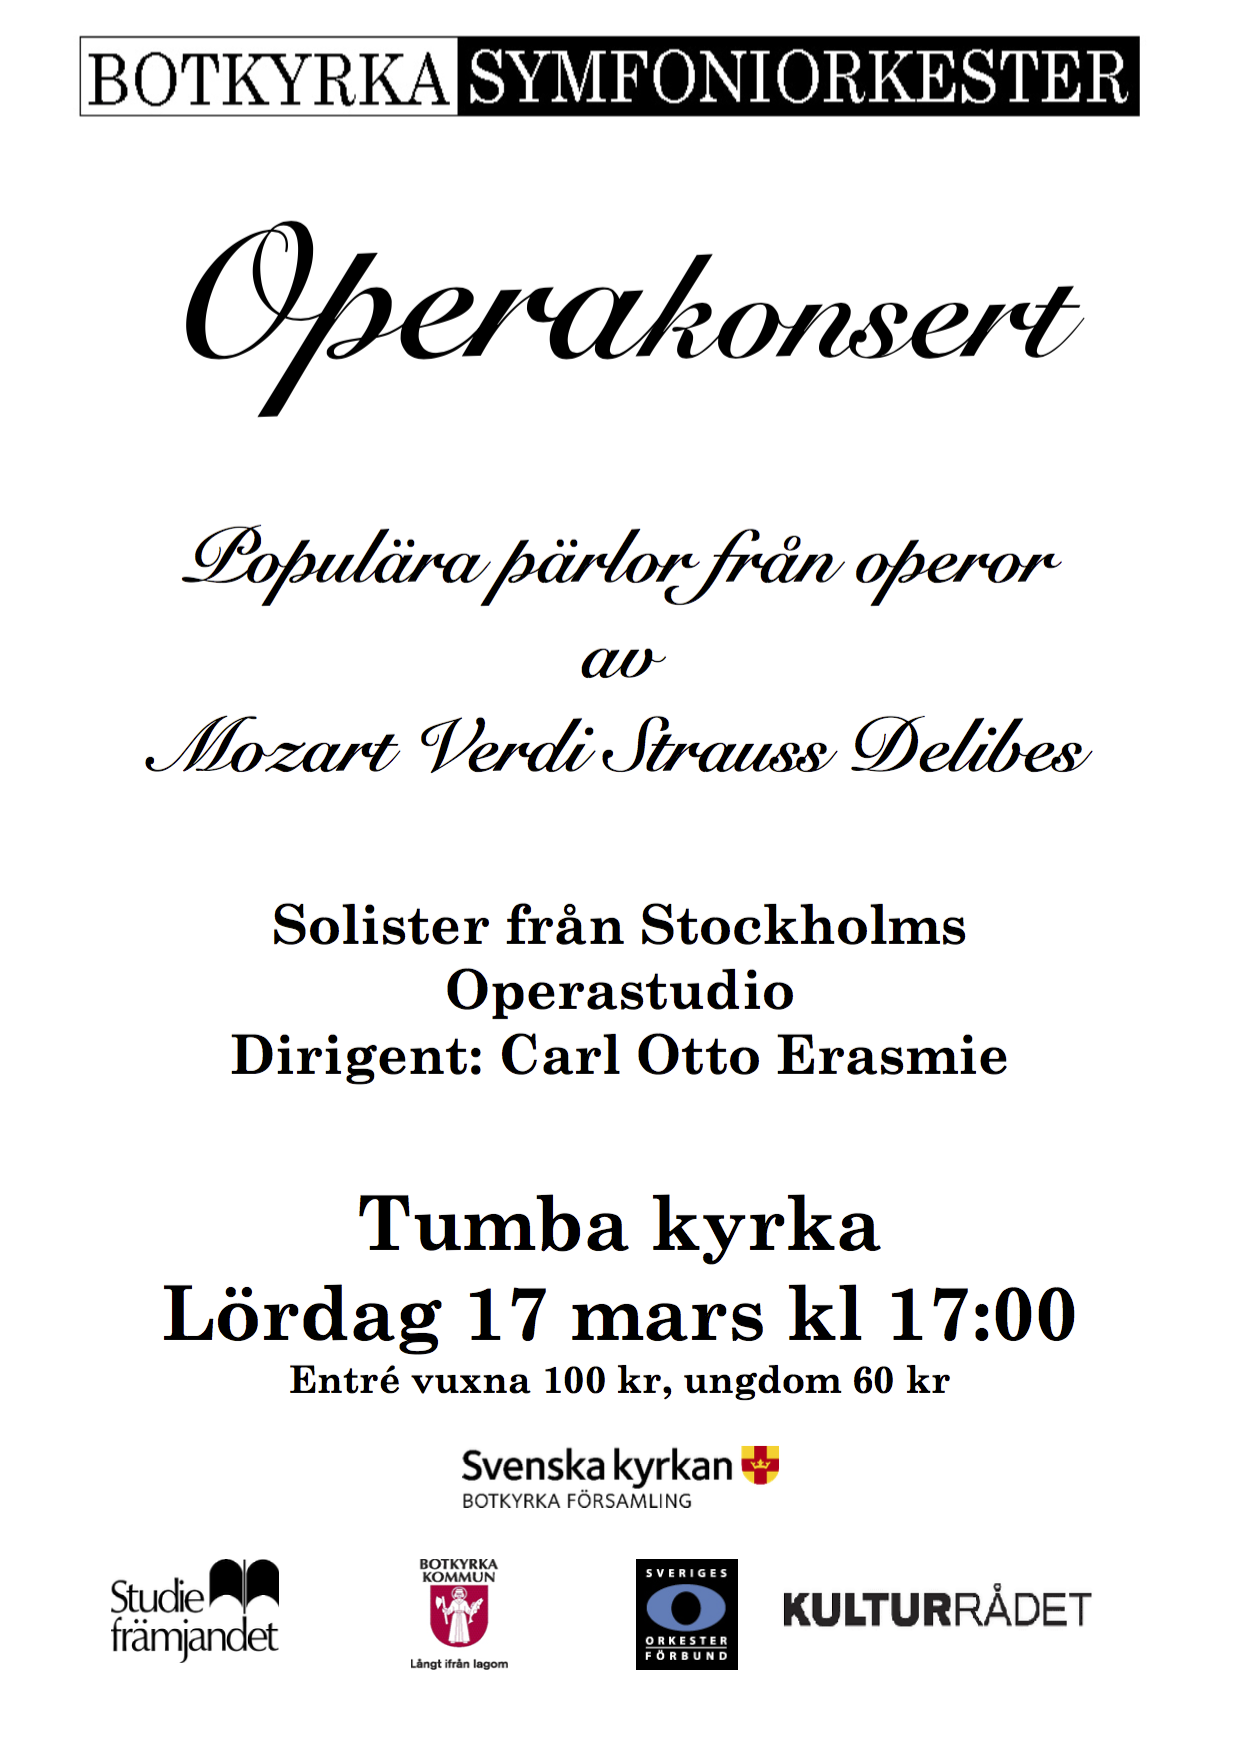 BOTKYRKA SYMFONIORKESTER
Operakonsert
Populära pärlor från operor
av
Mozart Verdi Strauss Delibes
Solister från Stockholms
Operastudio
Dirigent: Carl Otto Erasmie
Tumba kyrka
Lördag 17 mars kl 17:00
Entré vuxna 100 kr, ungdom 60 kr
Svenska kyrkan
BOTKYRKA FÖRSAMLING
Studie
främjandet
BOTKYRKA
KOMMUN
Långt ifrån lagom
SVERIGES
ORKESTER
FÖRBUND
KULTURRÅDET